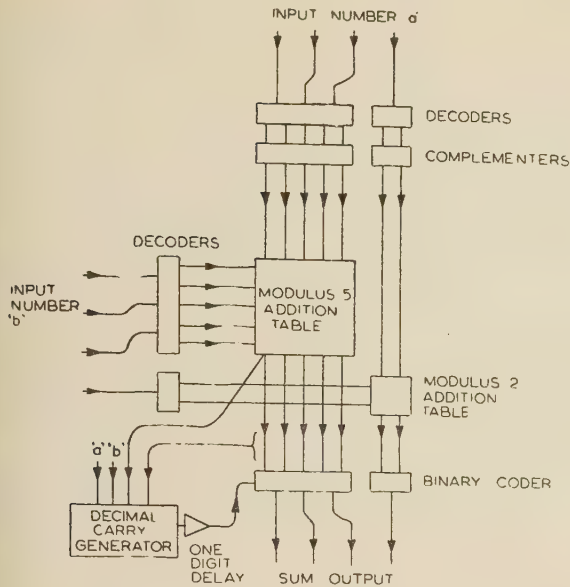 INPUT NUMBER 'a'
DECODERS
COMPLEMENTERS
DECODERS
INPUT
NUMBER
'b'
MODULUS 5
ADDITION
TABLE
MODULUS 2
ADDITION
TABLE
'a' 'b'
BINARY CODER
DECIMAL
CARRY
GENERATOR
ONE
DIGIT
DELAY
SUM OUTPUT